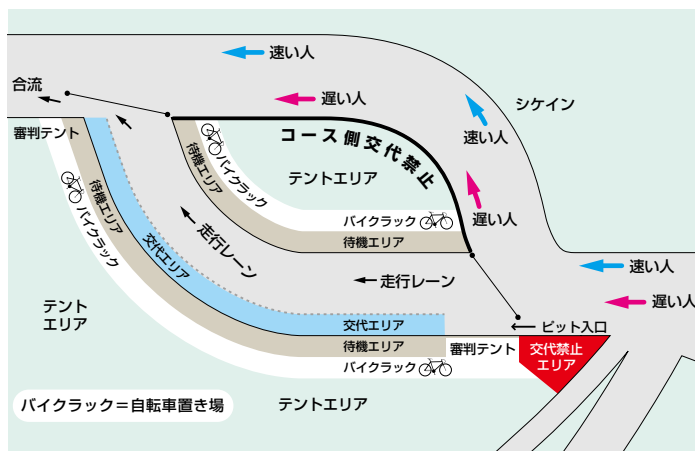 速い人
遅い人
合流
シケイン
速い人
審判テント
バイクラック
コース側交代禁止
待機エリア
テントエリア
遅い人
待機エリア
バイクラック
バイクラック
待機エリア
交代エリア
走行レーン
走行レーン
速い人
遅い人
テント
エリア
ピット入口
交代エリア
待機エリア
バイクラック
審判テント
交代禁止
エリア
バイクラック＝自転車置き場
テントエリア